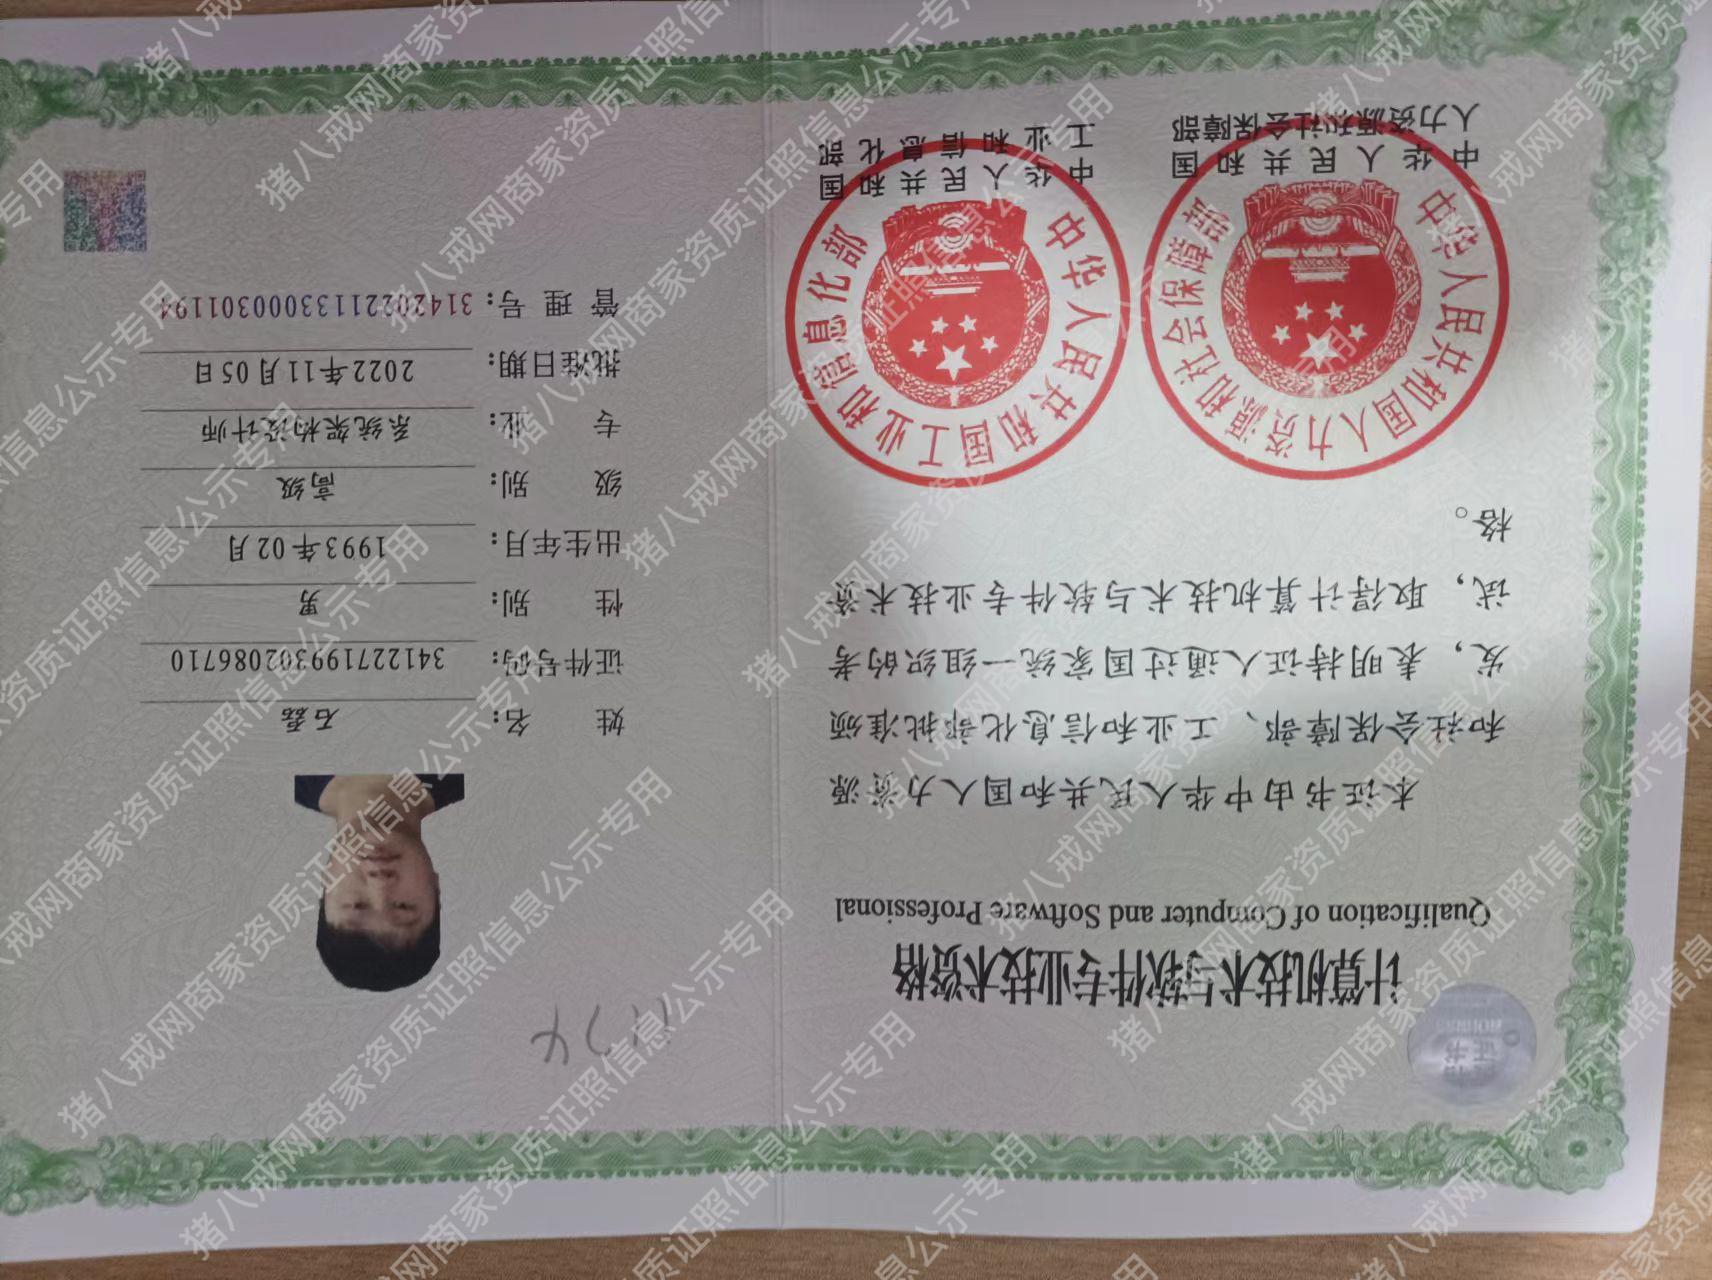 计算机技术与软件专业技术资格
Qualification of Computer and Software Professional
本证书由中华人民共和国人力资源
和社会保障部、工业和信息化部批准颁
发，表明持证人通过国家统一组织的考
试，取得计算机技术与软件专业技术资
格。
中华人民共和国人力资源和社会保障部
中华人民共和国工业和信息化部
中华人民共和国
人力资源和社会保障部
中华人民共和国
工业和信息化部
姓 名：石磊
证件号码：341227199302086710
性 别：男
出生年月：1993年02月
级 别：高级
专 业：系统架构设计师
批准日期：2022年11月05日
管 理 号：31420221133000301194
猪八戒网商家资质证照信息公示专用